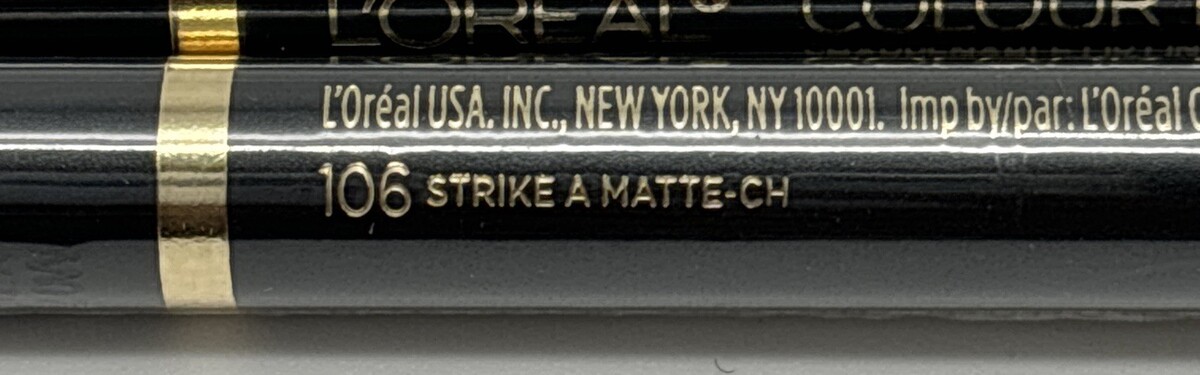 L'ORÉAL® COLOUR
L'Oréal USA. INC., NEW YORK, NY 10001. Imp by/par: L'Oréal
106 STRIKE A MATTE-CH